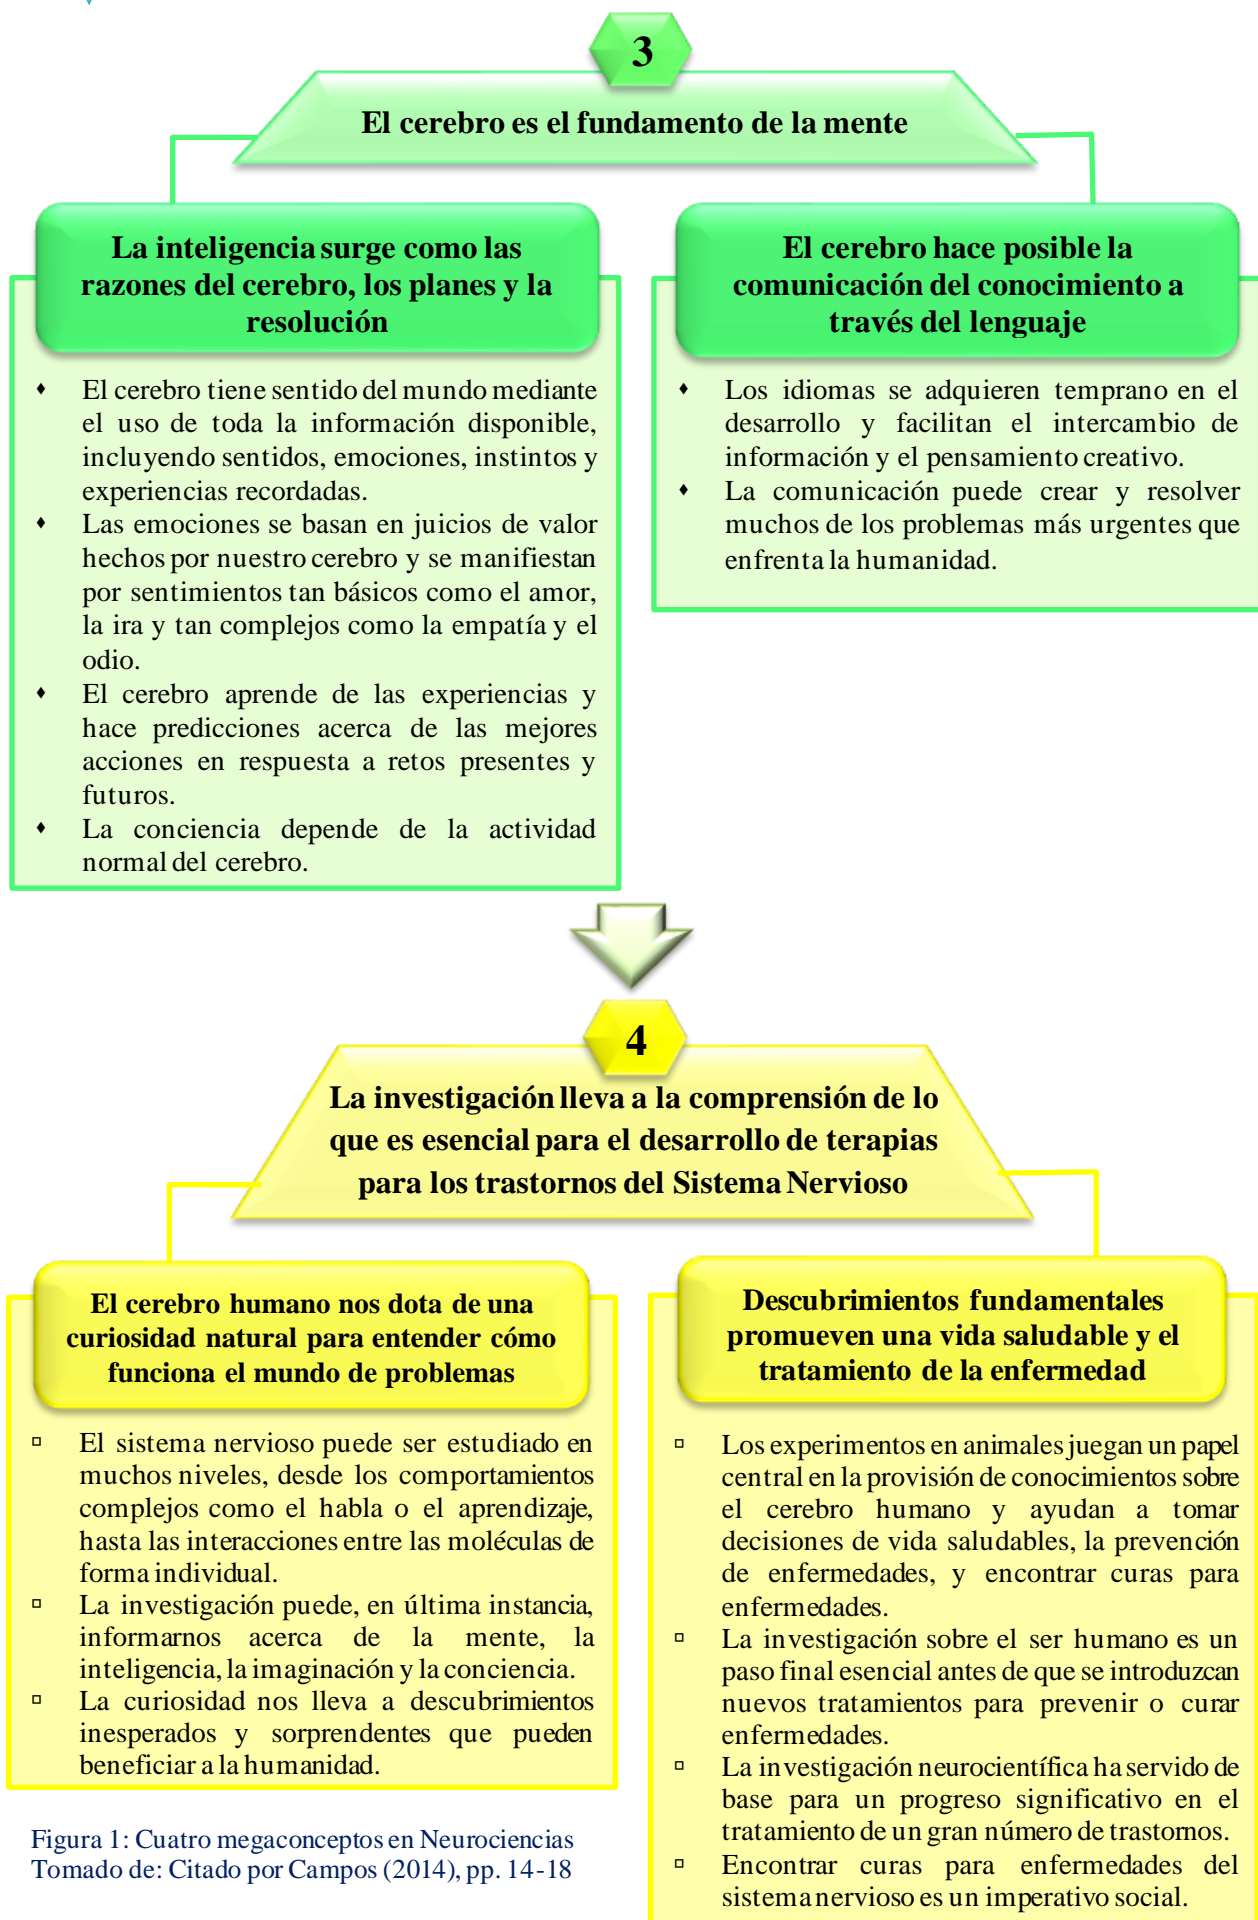 3
El cerebro es el fundamento de la mente
La inteligencia surge como las
razones del cerebro, los planes y la
resolución
♦ El cerebro tiene sentido del mundo mediante
el uso de toda la información disponible,
incluyendo sentidos, emociones, instintos y
experiencias recordadas.
♦ Las emociones se basan en juicios de valor
hechos por nuestro cerebro y se manifiestan
por sentimientos tan básicos como el amor,
la ira y tan complejos como la empatía y el
odio.
♦ El cerebro aprende de las experiencias y
hace predicciones acerca de las mejores
acciones en respuesta a retos presentes y
futuros.
♦ La conciencia depende de la actividad
normal del cerebro.
El cerebro hace posible la
comunicación del conocimiento a
través del lenguaje
♦ Los idiomas se adquieren temprano en el
desarrollo y facilitan el intercambio de
información y el pensamiento creativo.
♦ La comunicación puede crear y resolver
muchos de los problemas más urgentes que
enfrenta la humanidad.
4
La investigación lleva a la comprensión de lo
que es esencial para el desarrollo de terapias
para los trastornos del Sistema Nervioso
El cerebro humano nos dota de una
curiosidad natural para entender cómo
funciona el mundo de problemas
▫ El sistema nervioso puede ser estudiado en
muchos niveles, desde los comportamientos
complejos como el habla o el aprendizaje,
hasta las interacciones entre las moléculas de
forma individual.
▫ La investigación puede, en última instancia,
informarnos acerca de la mente, la
inteligencia, la imaginación y la conciencia.
▫ La curiosidad nos lleva a descubrimientos
inesperados y sorprendentes que pueden
beneficiar a la humanidad.
Descubrimientos fundamentales
promueven una vida saludable y el
tratamiento de la enfermedad
▫ Los experimentos en animales juegan un papel
central en la provisión de conocimientos sobre
el cerebro humano y ayudan a tomar
decisiones de vida saludables, la prevención
de enfermedades, y encontrar curas para
enfermedades.
▫ La investigación sobre el ser humano es un
paso final esencial antes de que se introduzcan
nuevos tratamientos para prevenir o curar
enfermedades.
▫ La investigación neurocientífica ha servido de
base para un progreso significativo en el
tratamiento de un gran número de trastornos.
▫ Encontrar curas para enfermedades del
sistema nervioso es un imperativo social.
Figura 1: Cuatro megaconceptos en Neurociencias
Tomado de: Citado por Campos (2014), pp. 14-18